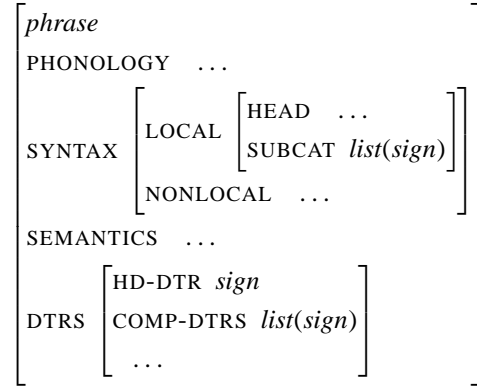 phrase
PHONOLOGY ...
SYNTAX LOCAL HEAD ...
SUBCAT list(sign)
NONLOCAL ...
SEMANTICS ...
DTRS HD-DTR sign
COMP-DTRS list(sign)
...